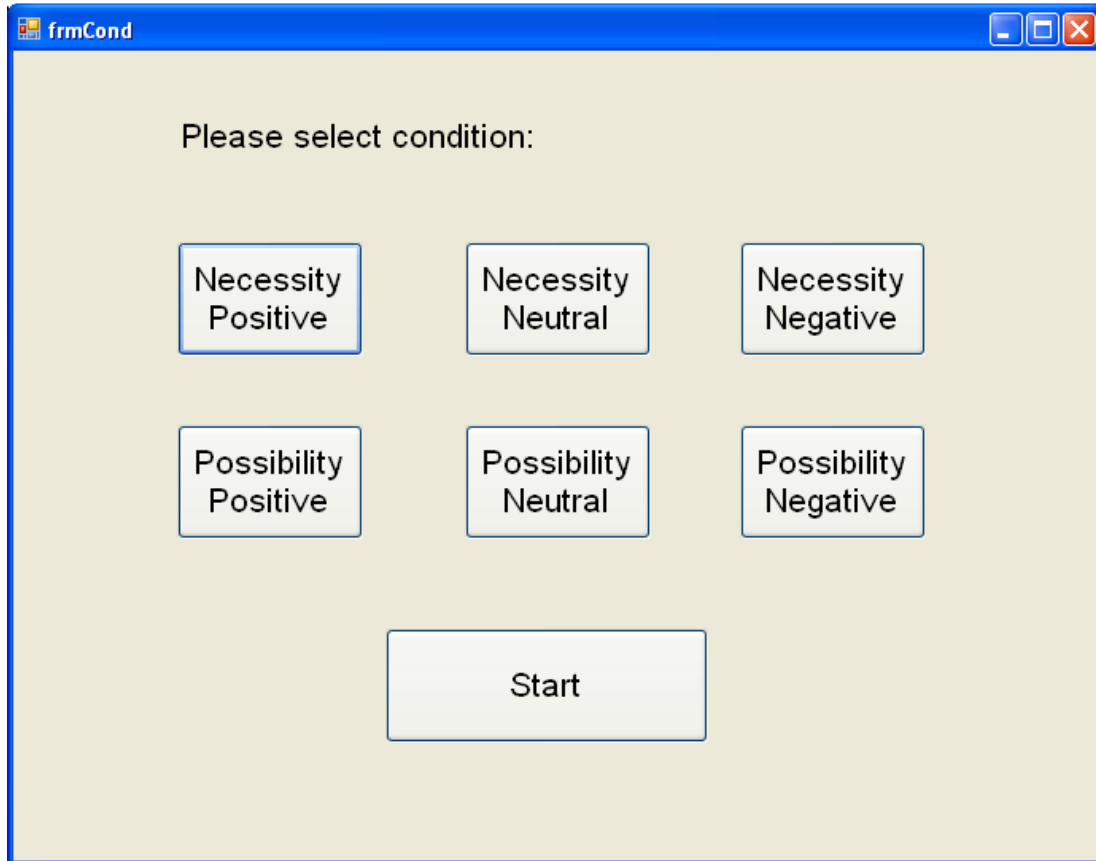 frmCond
Please select condition:
Necessity
Positive
Necessity
Neutral
Necessity
Negative
Possibility
Positive
Possibility
Neutral
Possibility
Negative
Start